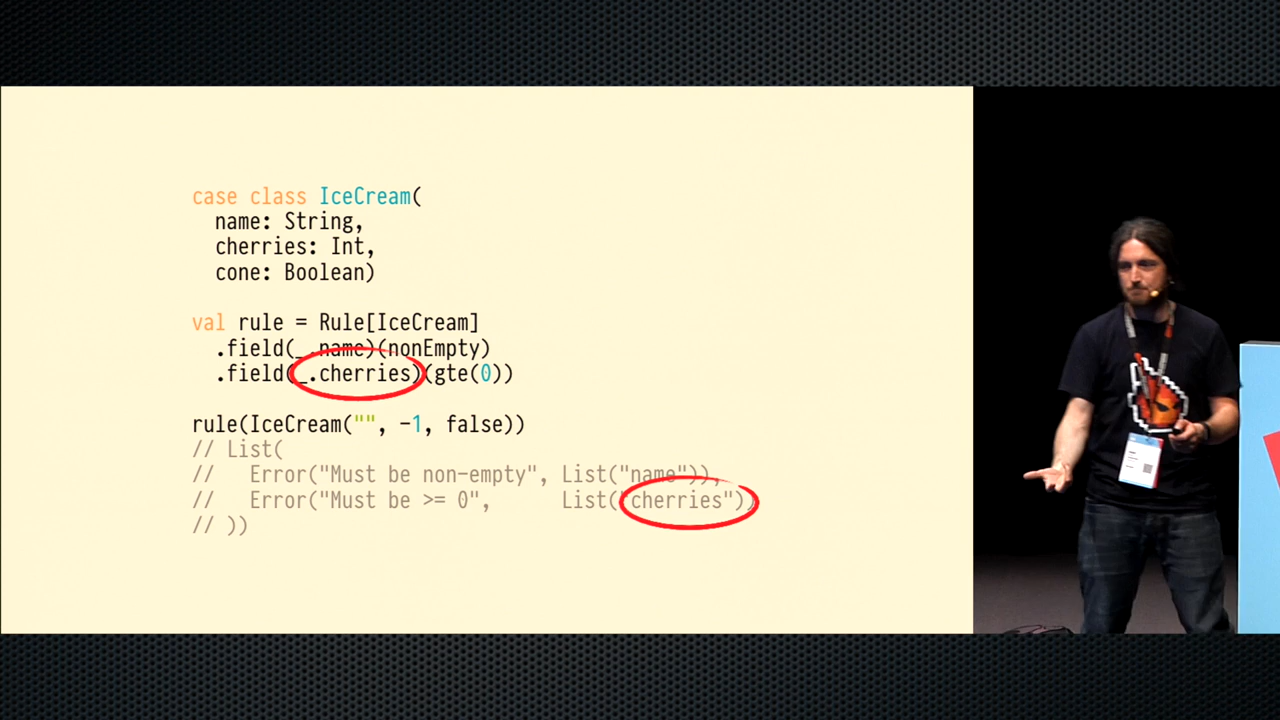 case class IceCream(
name: String,
cherries: Int,
cone: Boolean)
val rule = Rule[IceCream]
.field(_.name)(nonEmpty)
.field(_.cherries)(gte(0))
rule(IceCream("", -1, false))
// List(
// Error("Must be non-empty", List("name")),
// Error("Must be >= 0", List("cherries"))
// ))